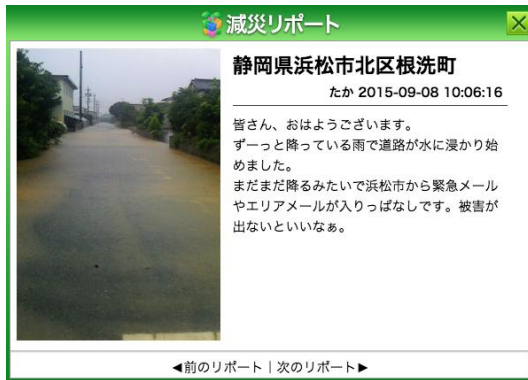 減災リポート
静岡県浜松市北区根洗町
たか 2015-09-08 10:06:16
皆さん、おはようございます。
ずーっと降っている雨で道路が水に浸かり始
めました。
まだまだ降るみたいで浜松市から緊急メール
やエリアメールが入りっぱなしです。被害が
出ないといいなぁ。
◀前のリポート｜次のリポート▶